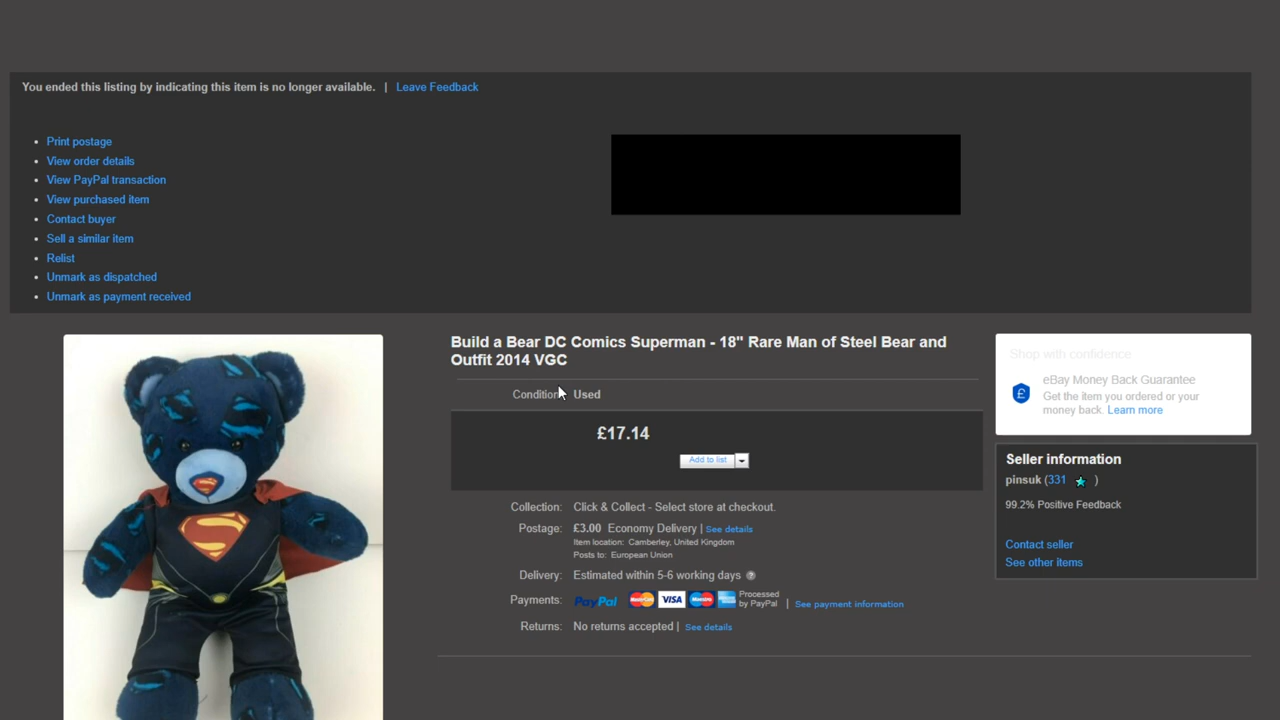 You ended this listing by indicating this item is no longer available. | Leave Feedback
Print postage
View order details
View PayPal transaction
View purchased item
Contact buyer
Sell a similar item
Relist
Unmark as dispatched
Unmark as payment received
Build a Bear DC Comics Superman - 18" Rare Man of Steel Bear and
Outfit 2014 VGC
Condition: Used
£17.14
Add to list
Collection: Click & Collect - Select store at checkout.
Postage: £3.00 Economy Delivery | See details
Item location: Camberley, United Kingdom
Posts to: European Union
Delivery: Estimated within 5-6 working days ?
Payments: PayPal MasterCard VISA Maestro Processed
by PayPal | See payment information
Returns: No returns accepted | See details
Shop with confidence
£
eBay Money Back Guarantee
Get the item you ordered or your
money back. Learn more
Seller information
pinsuk (331 )
99.2% Positive Feedback
Contact seller
See other items